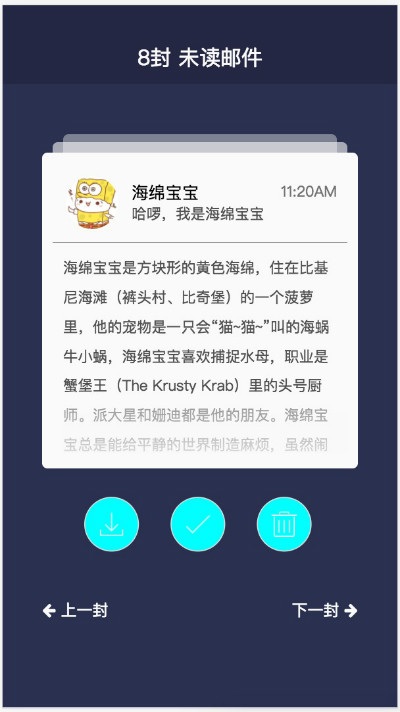 8封 未读邮件
海绵宝宝
11:20AM
哈啰，我是海绵宝宝
海绵宝宝是方块形的黄色海绵，住在比基
尼海滩（裤头村、比奇堡）的一个菠萝
里，他的宠物是一只会“猫~猫~”叫的海蜗
牛小蜗，海绵宝宝喜欢捕捉水母，职业是
蟹堡王（The Krusty Krab）里的头号厨
师。派大星和姗迪都是他的朋友。海绵宝
宝总是能给平静的世界制造麻烦，虽然闹
上一封
下一封